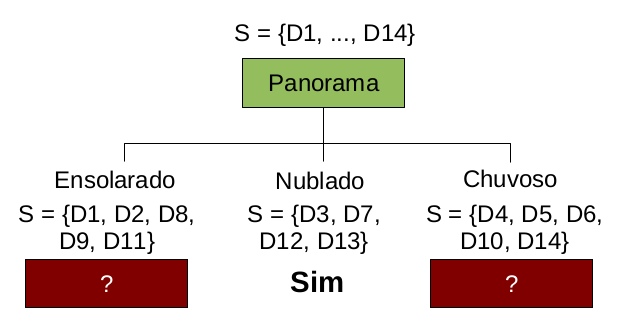 S = {D1, ..., D14}
Panorama
Ensolarado
S = {D1, D2, D8,
D9, D11}
?
Nublado
S = {D3, D7,
D12, D13}
Sim
Chuvoso
S = {D4, D5, D6,
D10, D14}
?